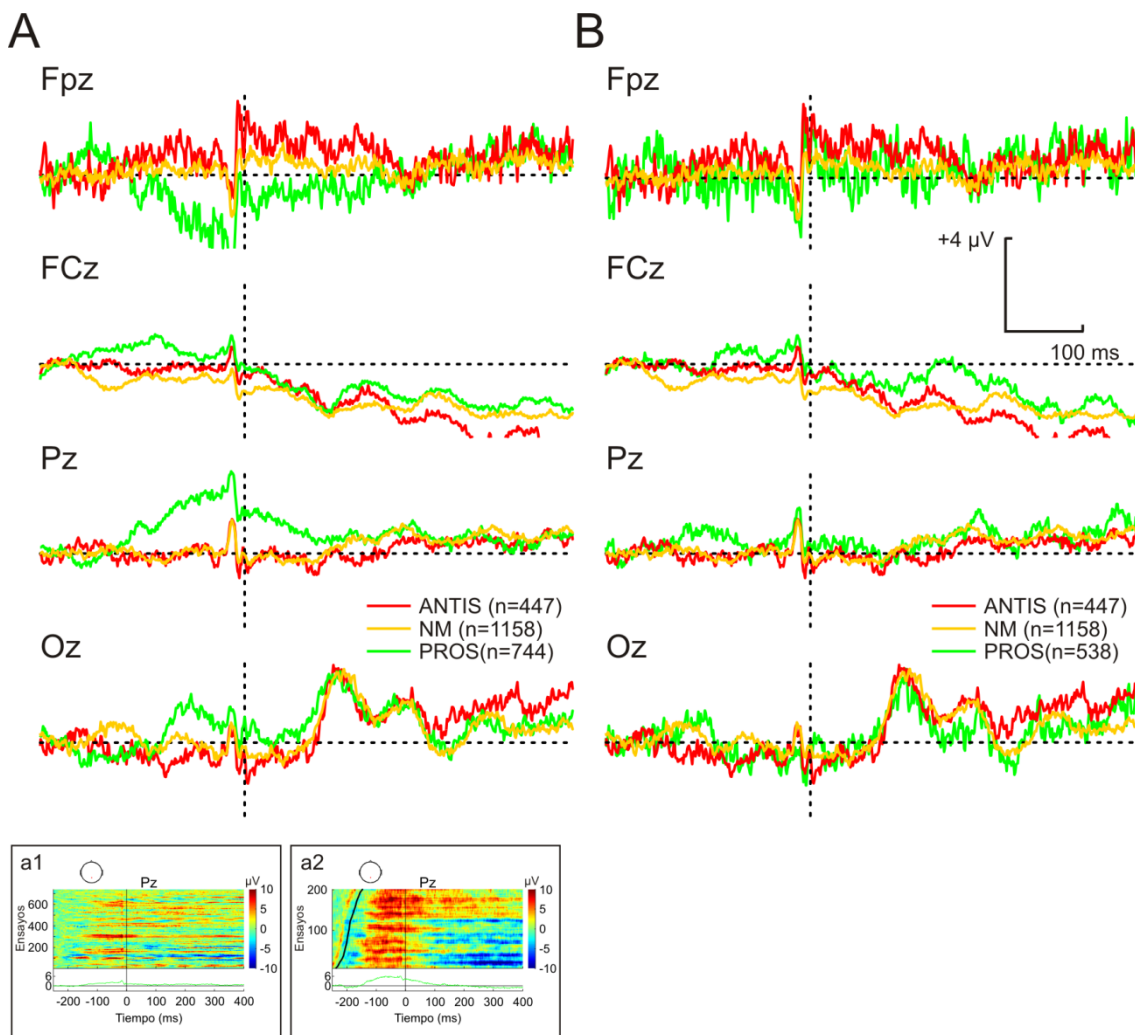 A
Fpz
FCz
Pz
ANTIS (n=447)
NM (n=1158)
PROS(n=744)
Oz
B
Fpz
+4 µV
100 ms
FCz
Pz
ANTIS (n=447)
NM (n=1158)
PROS(n=538)
Oz
a1
Pz
µV
10
5
0
-5
-10
Ensayos
600
400
200
6
0
-200 -100 0 100 200 300 400
Tiempo (ms)
a2
Pz
µV
10
5
0
-5
-10
Ensayos
200
100
6
0
-200 -100 0 100 200 300 400
Tiempo (ms)